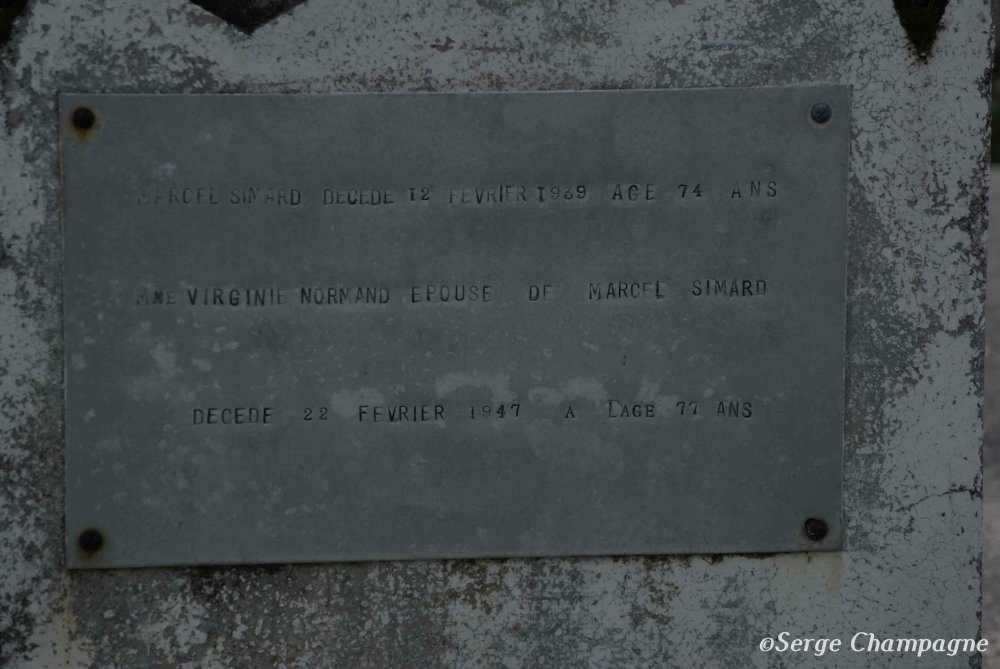 MARCEL SIMARD DECEDE 12 FEVRIER 1939 AGE 74 ANS
MME VIRGINIE NORMAND EPOUSE DE MARCEL SIMARD
DECEDE 22 FEVRIER 1947 A LAGE 77 ANS
©Serge Champagne